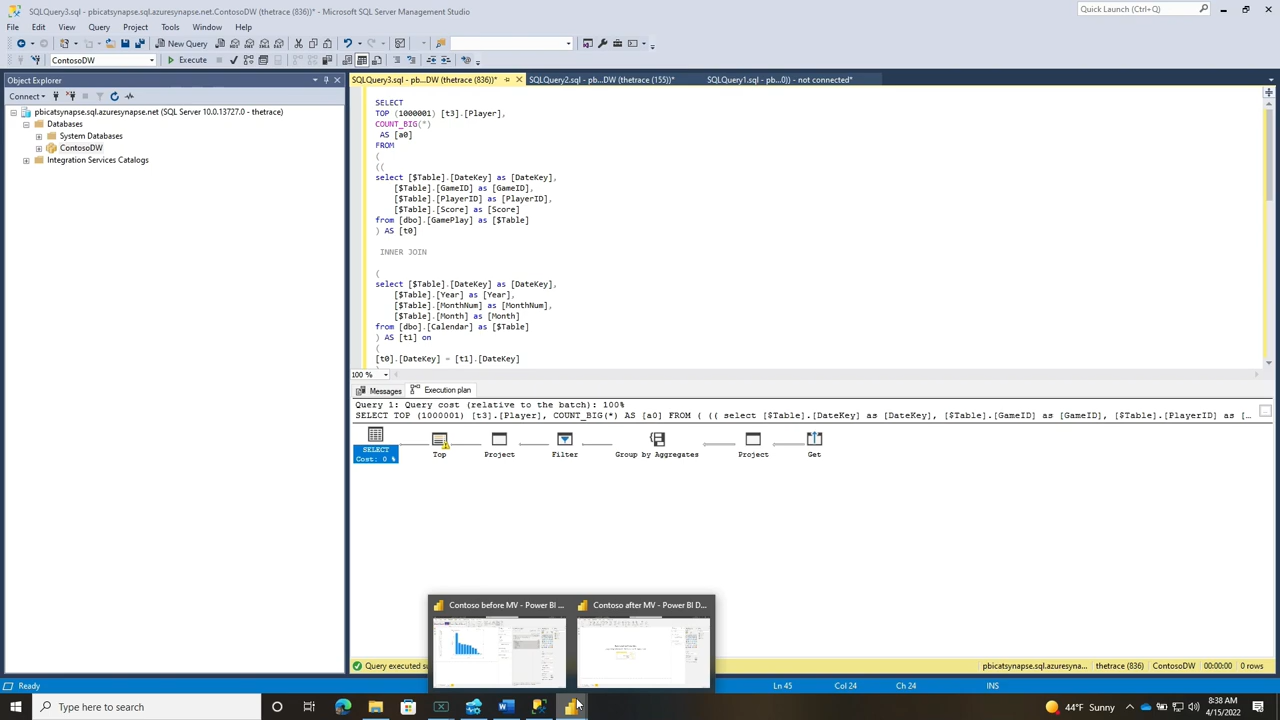 SQLQuery3.sql - pbicatsynapse.sql.azuresynapse.net.ContosoDW (thetrace (836))* - Microsoft SQL Server Management Studio
Quick Launch (Ctrl+Q)
File Edit View Query Project Tools Window Help
New Query
ContosoDW
Execute
Object Explorer
SQLQuery3.sql - pb...DW (thetrace (836))*
SQLQuery2.sql - pb...DW (thetrace (155))*
SQLQuery1.sql - pb...0)) - not connected*
Connect
pbicatsynapse.sql.azuresynapse.net (SQL Server 10.0.13727.0 - thetrace)
Databases
System Databases
ContosoDW
Integration Services Catalogs
SELECT
TOP (1000001) [t3].[Player],
COUNT_BIG(*)
AS [a0]
FROM
(
((
select [$Table].[DateKey] as [DateKey],
[$Table].[GameID] as [GameID],
[$Table].[PlayerID] as [PlayerID],
[$Table].[Score] as [Score]
from [dbo].[GamePlay] as [$Table]
) AS [t0]
INNER JOIN
(
select [$Table].[DateKey] as [DateKey],
[$Table].[Year] as [Year],
[$Table].[MonthNum] as [MonthNum],
[$Table].[Month] as [Month]
from [dbo].[Calendar] as [$Table]
) AS [t1] on
(
[t0].[DateKey] = [t1].[DateKey]
100 %
Messages
Execution plan
Query 1: Query cost (relative to the batch): 100%
SELECT TOP (1000001) [t3].[Player], COUNT_BIG(*) AS [a0] FROM ( (( select [$Table].[DateKey] as [DateKey], [$Table].[GameID] as [GameID], [$Table].[PlayerID] as [...
SELECT
Cost: 0 %
Top
Project
Filter
Group by Aggregates
Project
Get
Contoso before MV - Power BI ...
Contoso after MV - Power BI D...
Query executed su
pbicatsynapse.sql.azuresyna...
thetrace (836)
ContosoDW
00:00:00
0 rows
Ready
Ln 45
Col 24
Ch 24
INS
Type here to search
44°F Sunny
8:38 AM
4/15/2022